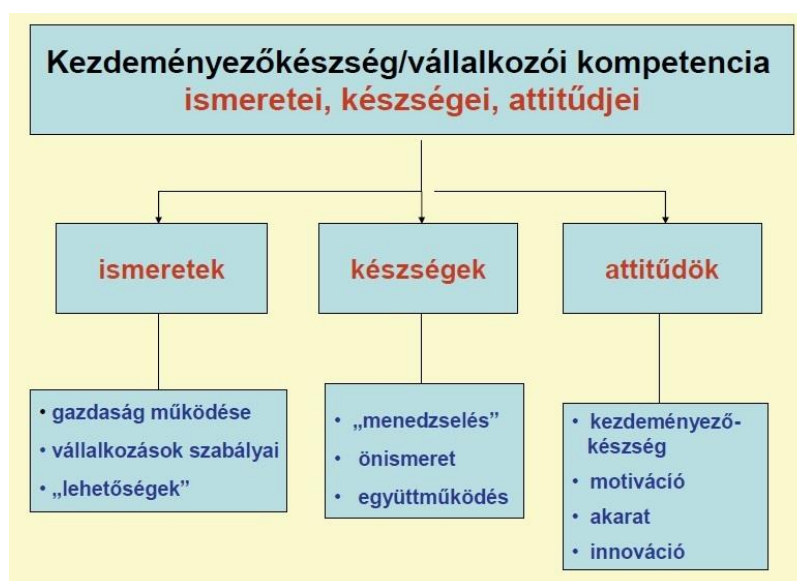 Kezdeményezőkészség/vállalkozói kompetencia
ismeretei, készségei, attitűdjei
ismeretek
készségek
attitűdök
• gazdaság működése
• vállalkozások szabályai
• „lehetőségek”
• „menedzselés”
• önismeret
• együttműködés
• kezdeményező-
készség
• motiváció
• akarat
• innováció